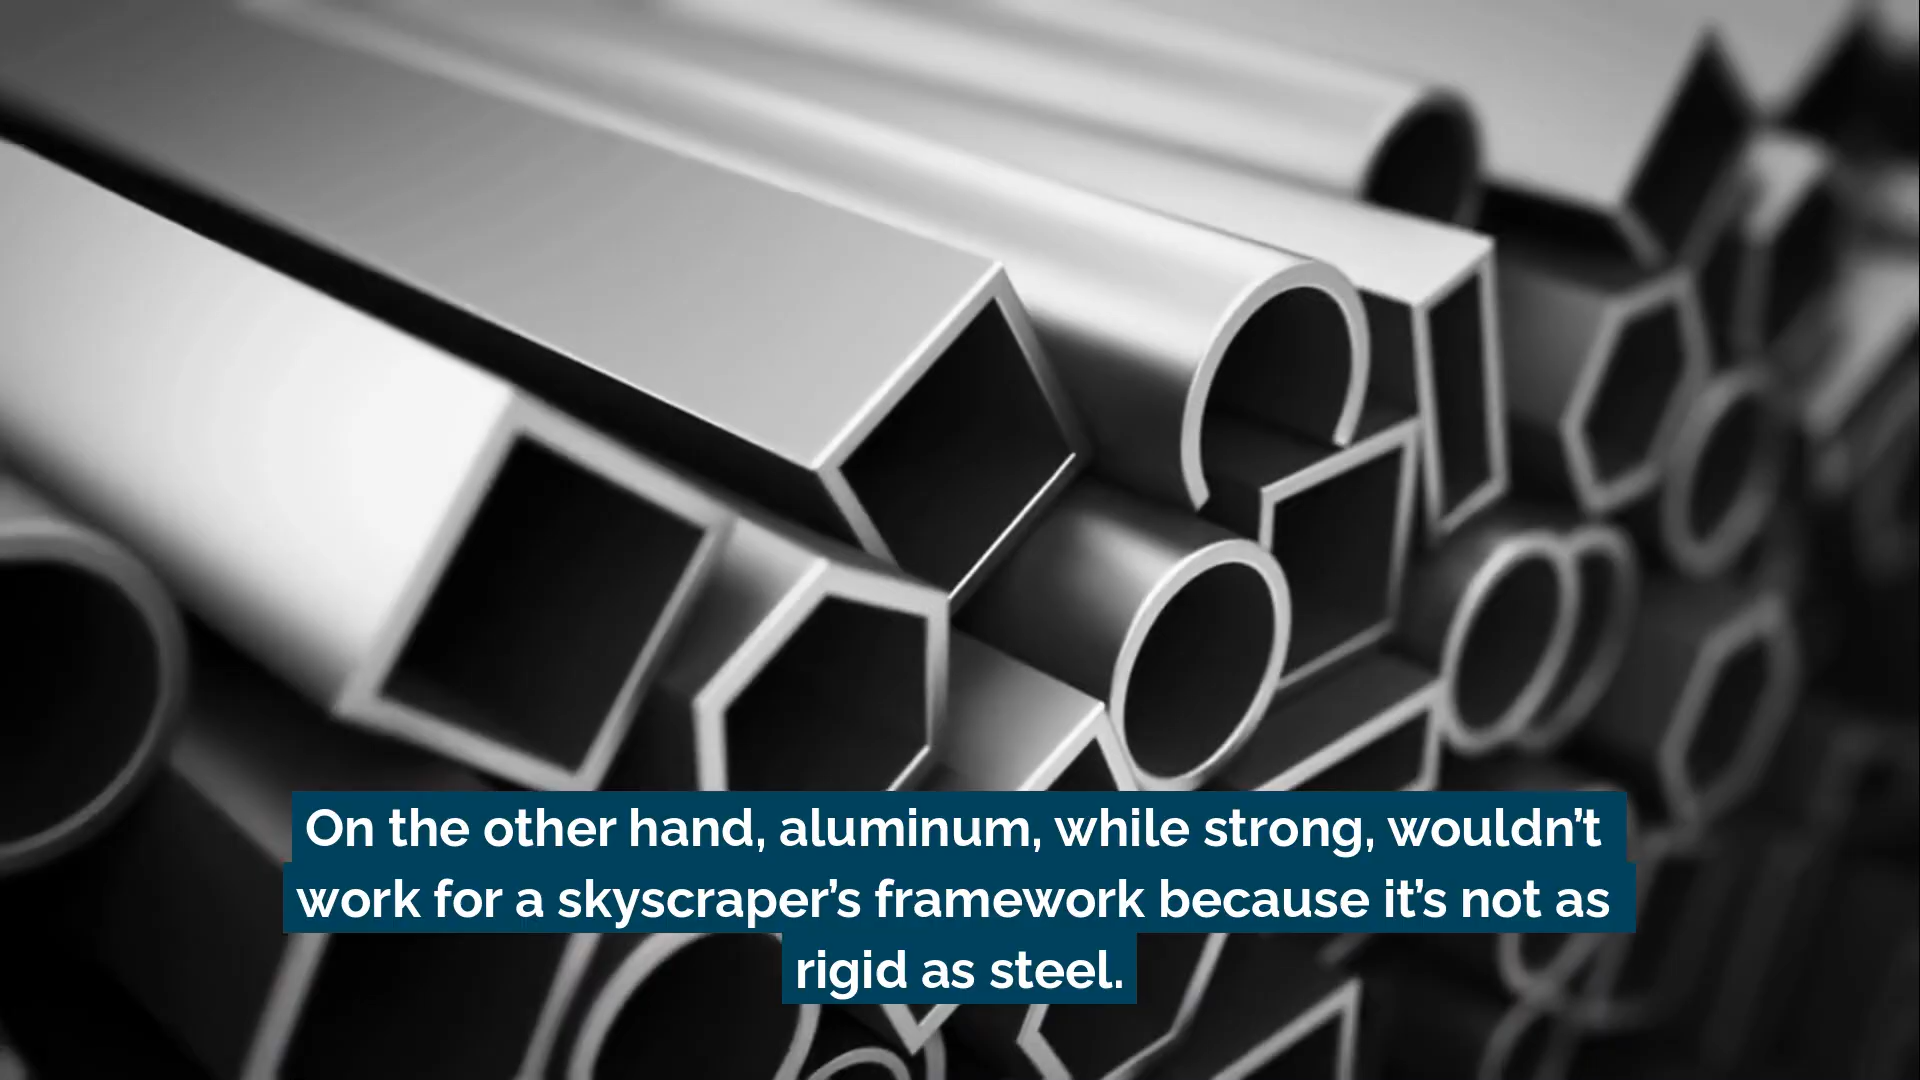 On the other hand, aluminum, while strong, wouldn’t
work for a skyscraper’s framework because it’s not as
rigid as steel.